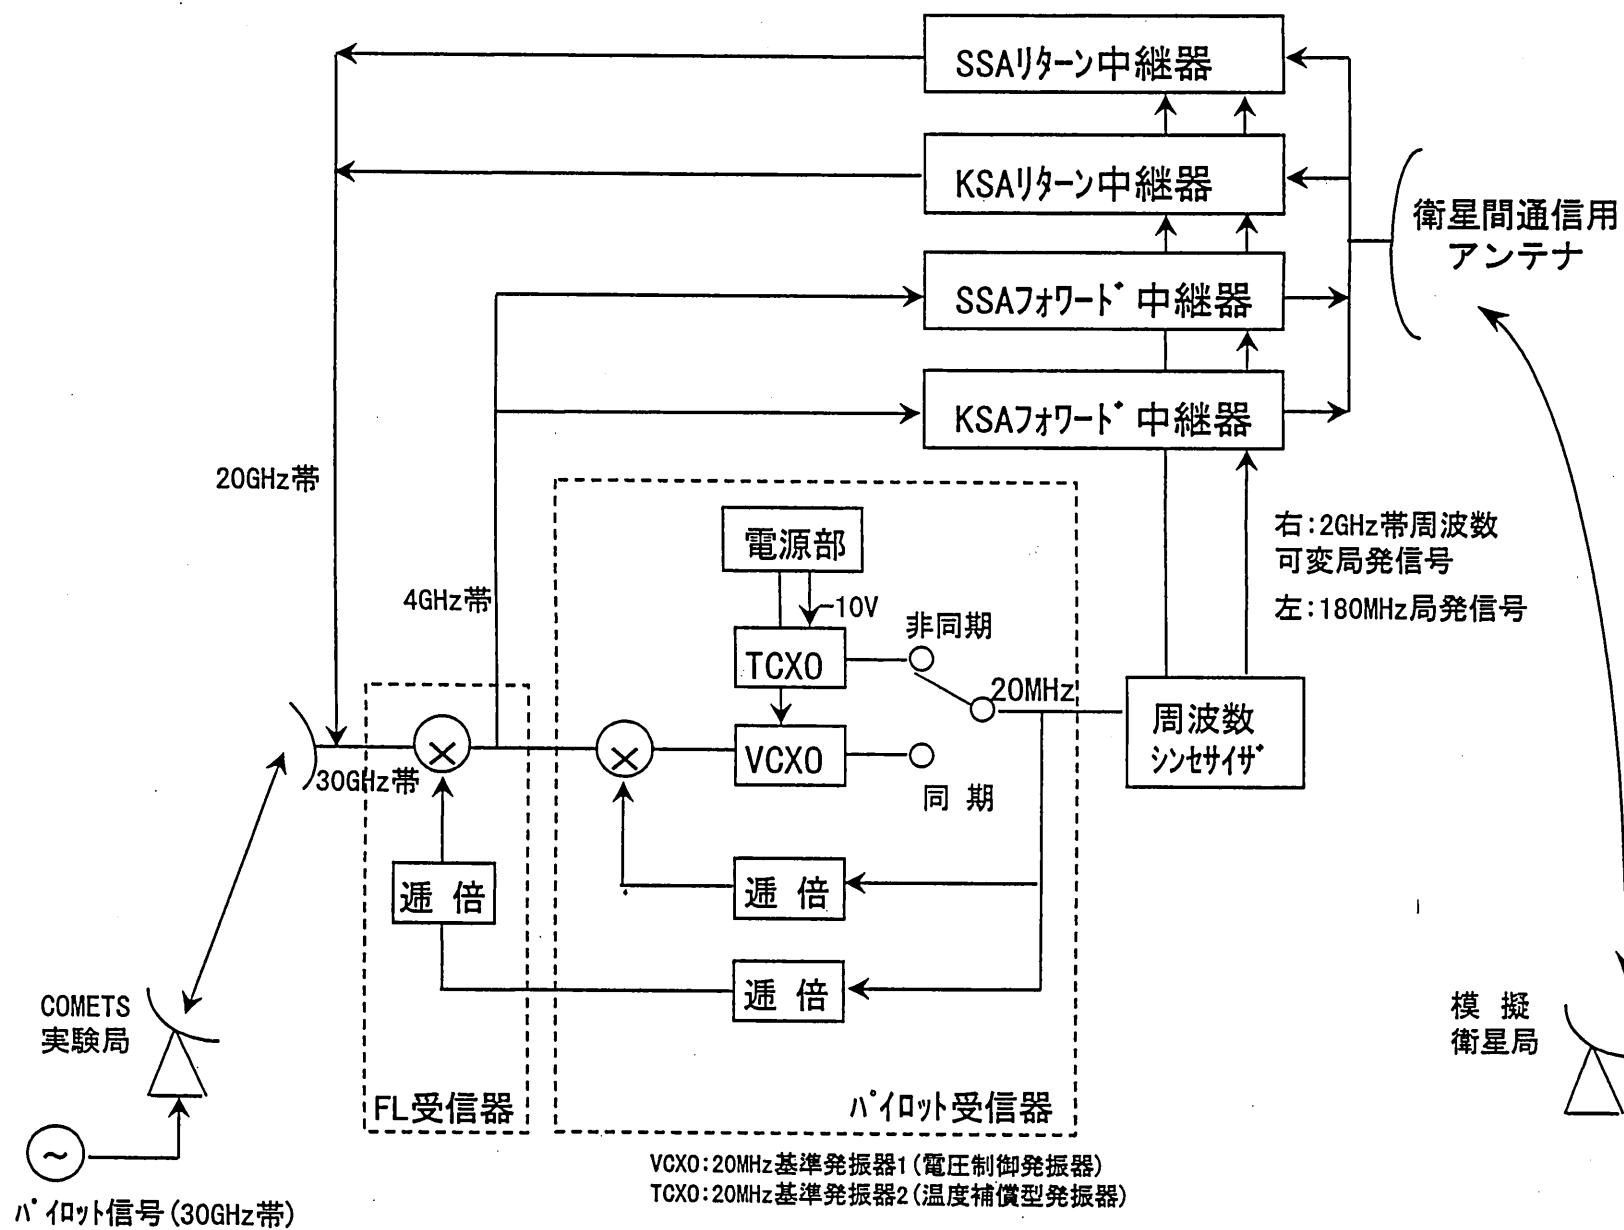 SSAﾘﾀｰﾝ中継器
KSAﾘﾀｰﾝ中継器
SSAﾌｫﾜｰﾄﾞ中継器
KSAﾌｫﾜｰﾄﾞ中継器
衛星間通信用
アンテナ
20GHz帯
4GHz帯
30GHz帯
電源部
-10V
TCXO
VCXO
非同期
同 期
20MHz
周波数
ｼﾝｾｻｲｻﾞ
右:2GHz帯周波数
可変局発信号
左:180MHz局発信号
逓 倍
逓 倍
逓 倍
COMETS
実験局
模 擬
衛星局
FL受信器
ﾊﾟｲﾛｯﾄ受信器
~
ﾊﾟｲﾛｯﾄ信号(30GHz帯)
VCXO:20MHz基準発振器1(電圧制御発振器)
TCXO:20MHz基準発振器2(温度補償型発振器)